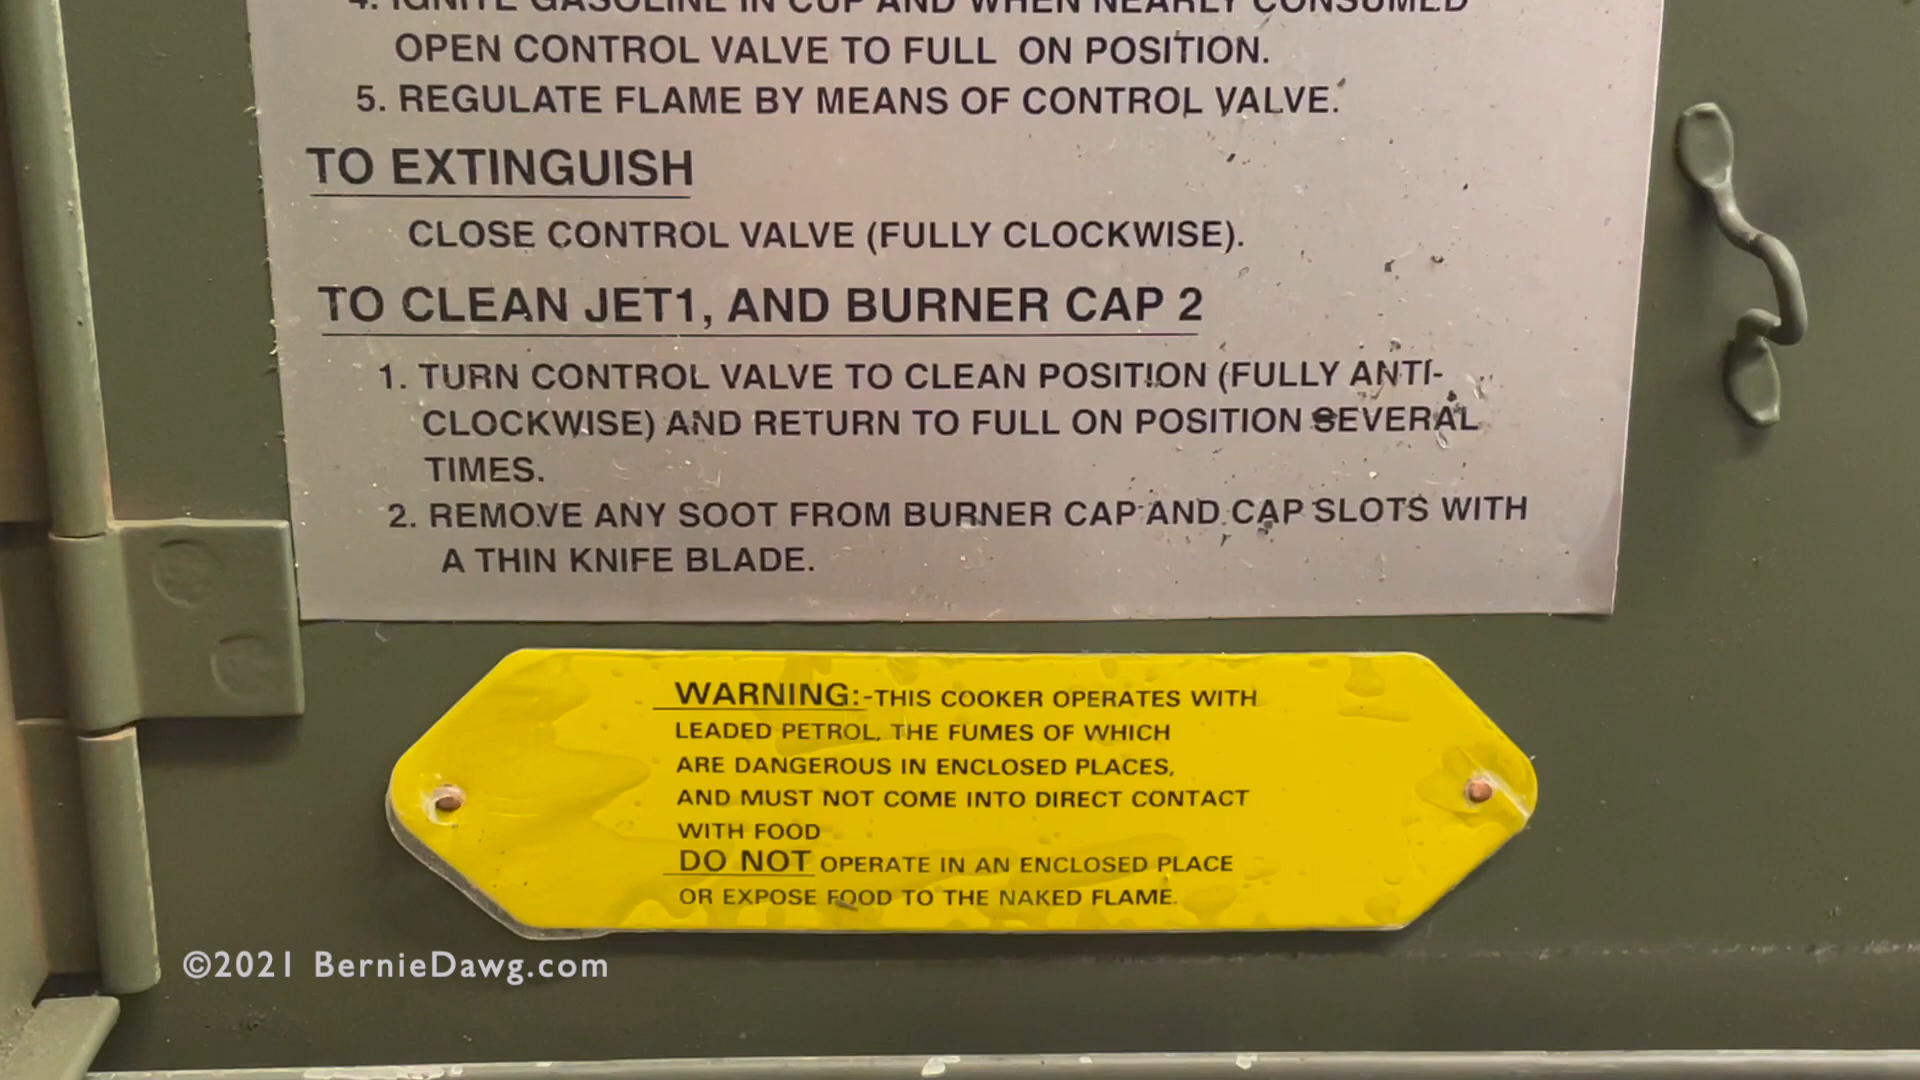 4. IGNITE GASOLINE IN CUP AND WHEN NEARLY CONSUMED
OPEN CONTROL VALVE TO FULL ON POSITION.
5. REGULATE FLAME BY MEANS OF CONTROL VALVE.
TO EXTINGUISH
CLOSE CONTROL VALVE (FULLY CLOCKWISE).
TO CLEAN JET1, AND BURNER CAP 2
1. TURN CONTROL VALVE TO CLEAN POSITION (FULLY ANTI-
CLOCKWISE) AND RETURN TO FULL ON POSITION SEVERAL
TIMES.
2. REMOVE ANY SOOT FROM BURNER CAP AND CAP SLOTS WITH
A THIN KNIFE BLADE.
WARNING:-THIS COOKER OPERATES WITH
LEADED PETROL, THE FUMES OF WHICH
ARE DANGEROUS IN ENCLOSED PLACES,
AND MUST NOT COME INTO DIRECT CONTACT
WITH FOOD
DO NOT OPERATE IN AN ENCLOSED PLACE
OR EXPOSE FOOD TO THE NAKED FLAME.
©2021 BernieDawg.com